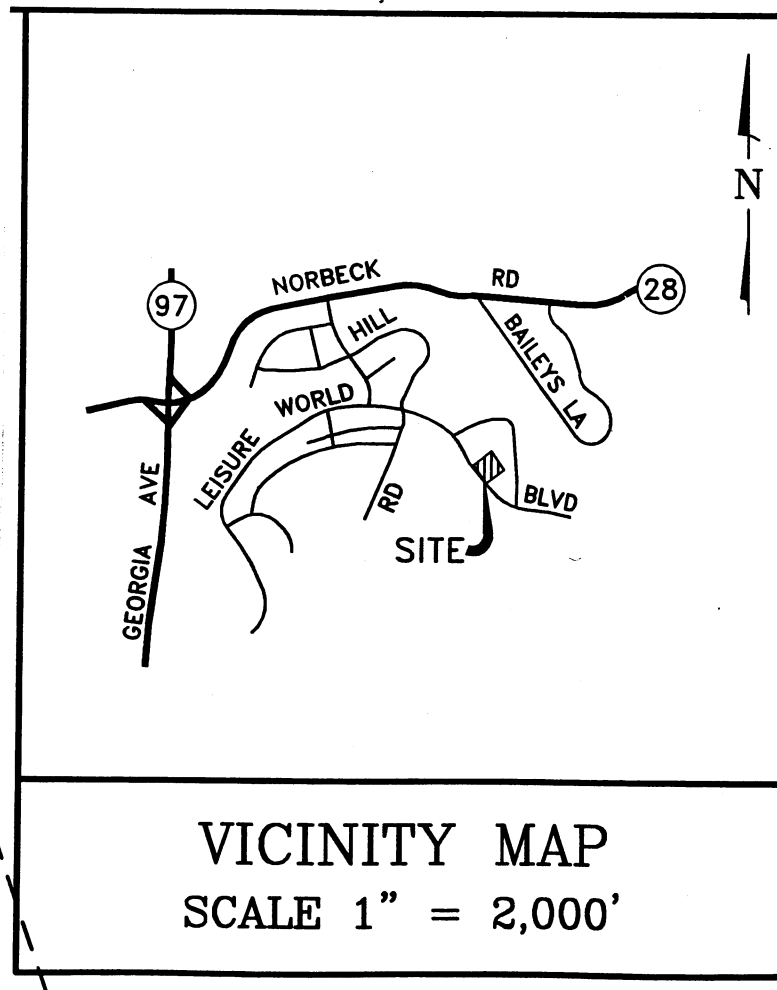 N
NORBECK RD
28
97
HILL
BAILEYS LA
LEISURE WORLD BLVD
RD
GEORGIA AVE
SITE
VICINITY MAP
SCALE 1" = 2,000'